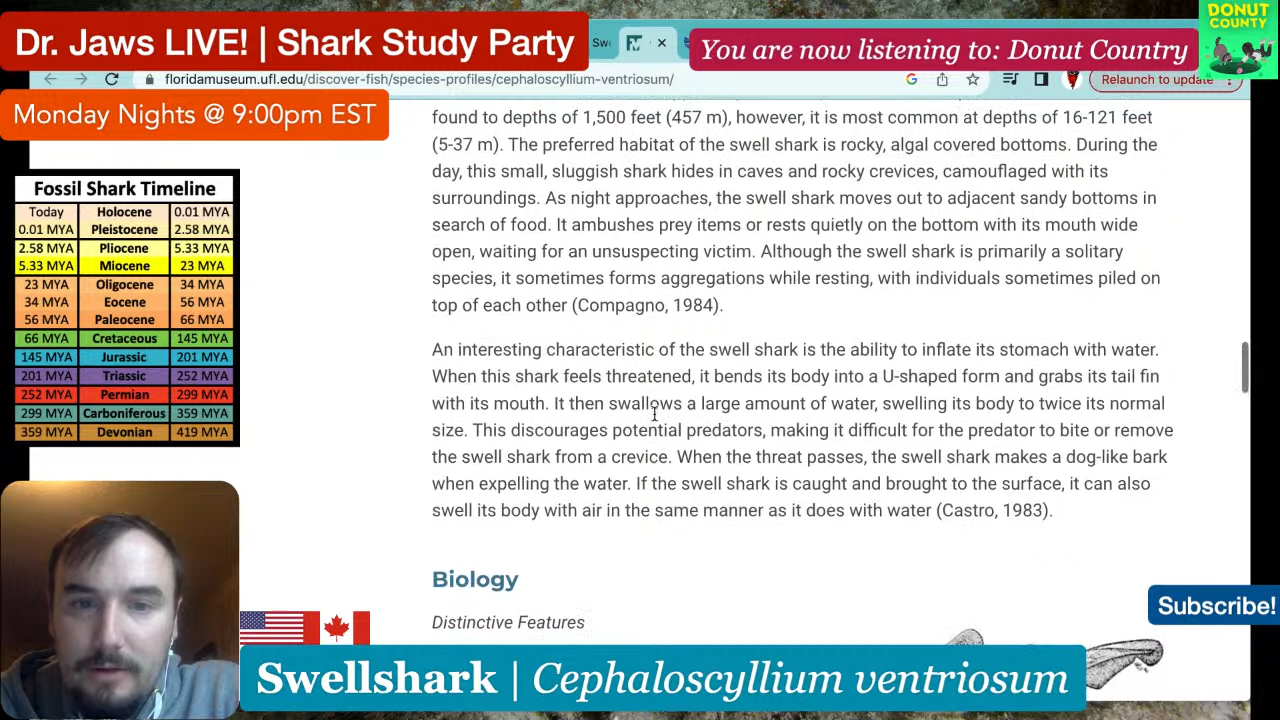 Dr. Jaws LIVE! | Shark Study Party
Swe
You are now listening to: Donut Country
DONUT
COUNTY
floridamuseum.ufl.edu/discover-fish/species-profiles/cephaloscyllium-ventriosum/
Relaunch to update
Monday Nights @ 9:00pm EST
found to depths of 1,500 feet (457 m), however, it is most common at depths of 16-121 feet
(5-37 m). The preferred habitat of the swell shark is rocky, algal covered bottoms. During the
day, this small, sluggish shark hides in caves and rocky crevices, camouflaged with its
surroundings. As night approaches, the swell shark moves out to adjacent sandy bottoms in
search of food. It ambushes prey items or rests quietly on the bottom with its mouth wide
open, waiting for an unsuspecting victim. Although the swell shark is primarily a solitary
species, it sometimes forms aggregations while resting, with individuals sometimes piled on
top of each other (Compagno, 1984).
An interesting characteristic of the swell shark is the ability to inflate its stomach with water.
When this shark feels threatened, it bends its body into a U-shaped form and grabs its tail fin
with its mouth. It then swallows a large amount of water, swelling its body to twice its normal
size. This discourages potential predators, making it difficult for the predator to bite or remove
the swell shark from a crevice. When the threat passes, the swell shark makes a dog-like bark
when expelling the water. If the swell shark is caught and brought to the surface, it can also
swell its body with air in the same manner as it does with water (Castro, 1983).
Biology
Distinctive Features
Fossil Shark Timeline
Today Holocene 0.01 MYA
0.01 MYA Pleistocene 2.58 MYA
2.58 MYA Pliocene 5.33 MYA
5.33 MYA Miocene 23 MYA
23 MYA Oligocene 34 MYA
34 MYA Eocene 56 MYA
56 MYA Paleocene 66 MYA
66 MYA Cretaceous 145 MYA
145 MYA Jurassic 201 MYA
201 MYA Triassic 252 MYA
252 MYA Permian 299 MYA
299 MYA Carboniferous 359 MYA
359 MYA Devonian 419 MYA
Subscribe!
Swellshark | Cephaloscyllium ventriosum